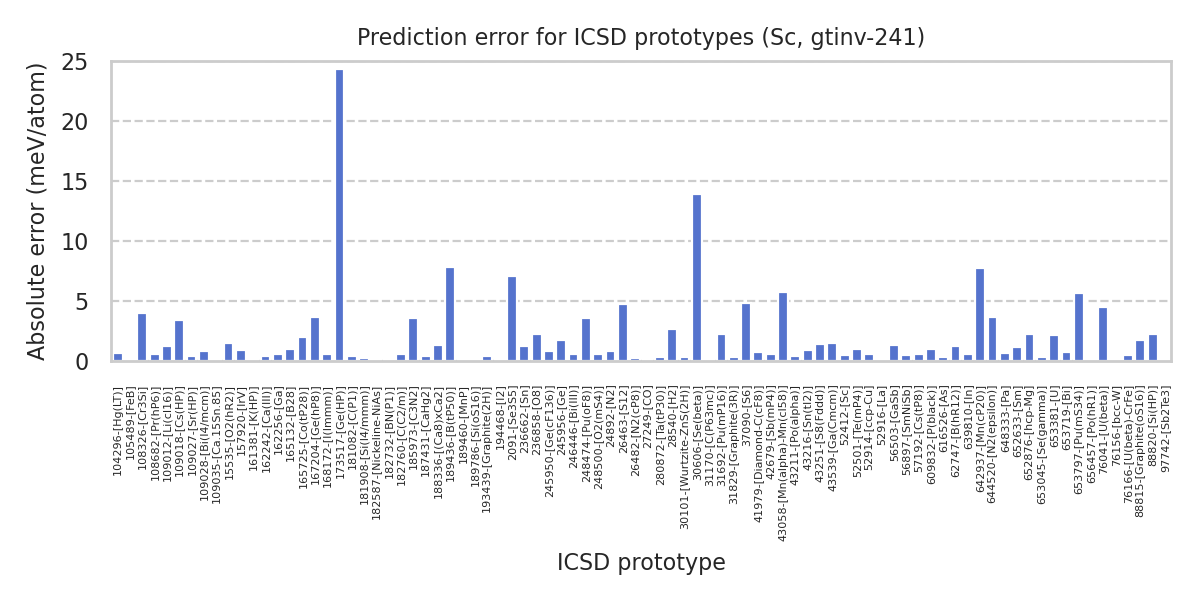 Prediction error for ICSD prototypes (Sc, gtinv-241)
Absolute error (meV/atom)
25
20
15
10
5
0
104296-[Hg(LT)]
105489-[FeB]
108326-[Cr3Si]
108682-[Pr(hP6)]
109012-[Li(cI16)]
109018-[Cs(HP)]
109027-[Sr(HP)]
109028-[Bi(I4/mcm)]
109035-[Ca.15Sn.85]
15535-[O2(hR2)]
157920-[IrV]
161381-[K(HP)]
162242-[Ca(III)]
162256-[Ga]
165132-[B28]
165725-[Co(tP28)]
167204-[Ge(hP8)]
168172-[I(Immm)]
173517-[Ge(HP)]
181082-[C(P1)]
181908-[Si(I4/mmm)]
182587-[Nickeline-NiAs]
182732-[BN(P1)]
182760-[C(C2/m)]
185973-[C3N2]
187431-[CaHg2]
188336-[(Ca8)xCa2]
189436-[B(tP50)]
189460-[MnP]
189786-[Si(oS16)]
193439-[Graphite(2H)]
194468-[I2]
2091-[Se3S5]
236662-[Sn]
236858-[O8]
245950-[Ge(cF136)]
245956-[Ge]
246446-[Bi(III)]
248474-[Pu(oF8)]
248500-[O2(mS4)]
24892-[N2]
26463-[S12]
26482-[N2(cP8)]
27249-[CO]
280872-[Ta(tP30)]
28540-[H2]
30101-[Wurtzite-ZnS(2H)]
30606-[Se(beta)]
31170-[C(P63mc)]
31692-[Pu(mP16)]
31829-[Graphite(3R)]
37090-[S6]
41979-[Diamond-C(cF8)]
42679-[Sb(mP4)]
43058-[Mn(alpha)-Mn(cI58)]
43211-[Po(alpha)]
43216-[Sn(tI2)]
43251-[S8(Fddd)]
43539-[Ga(Cmcm)]
52412-[Sc]
52501-[Te(mP4)]
52914-[ccp-Cu]
52916-[La]
56503-[GaSb]
56897-[SmNiSb]
57192-[Cs(tP8)]
609832-[P(black)]
616526-[As]
62747-[B(hR12)]
639810-[In]
642937-[Mn(cP20)]
644520-[N2(epsilon)]
648333-[Pa]
652633-[Sm]
652876-[hcp-Mg]
653045-[Se(gamma)]
653381-[U]
653719-[Bi]
653797-[Pu(mS34)]
656457-[Po(hR1)]
76041-[U(beta)]
76156-[bcc-W]
76166-[U(beta)-CrFe]
88815-[Graphite(oS16)]
88820-[Si(HP)]
97742-[Sb2Te3]
ICSD prototype